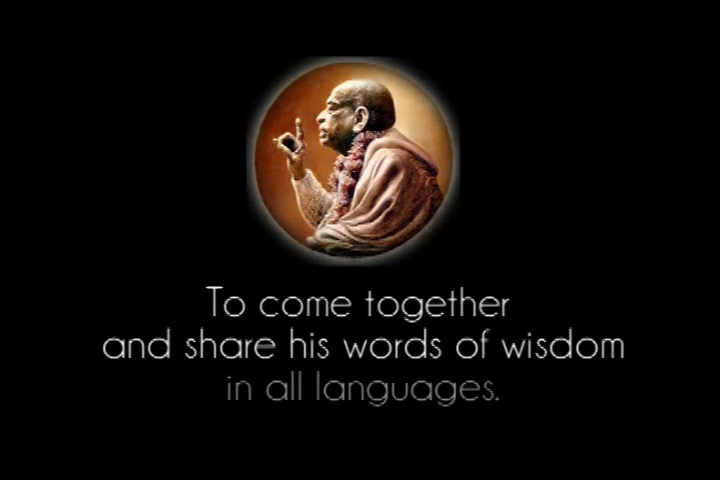 To come together
and share his words of wisdom
in all languages.